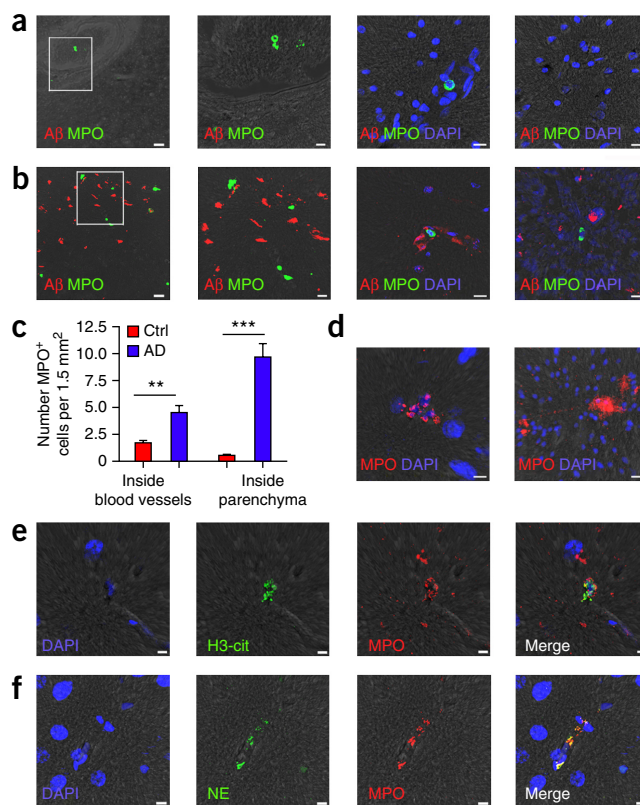 a
Aβ MPO
Aβ MPO
Aβ MPO DAPI
Aβ MPO DAPI
b
Aβ MPO
Aβ MPO
Aβ MPO DAPI
Aβ MPO DAPI
c
Number MPO⁺
cells per 1.5 mm²
12.5
10.0
7.5
5.0
2.5
0
Ctrl
AD
**
***
Inside
blood vessels
Inside
parenchyma
d
MPO DAPI
MPO DAPI
e
DAPI
H3-cit
MPO
Merge
f
DAPI
NE
MPO
Merge